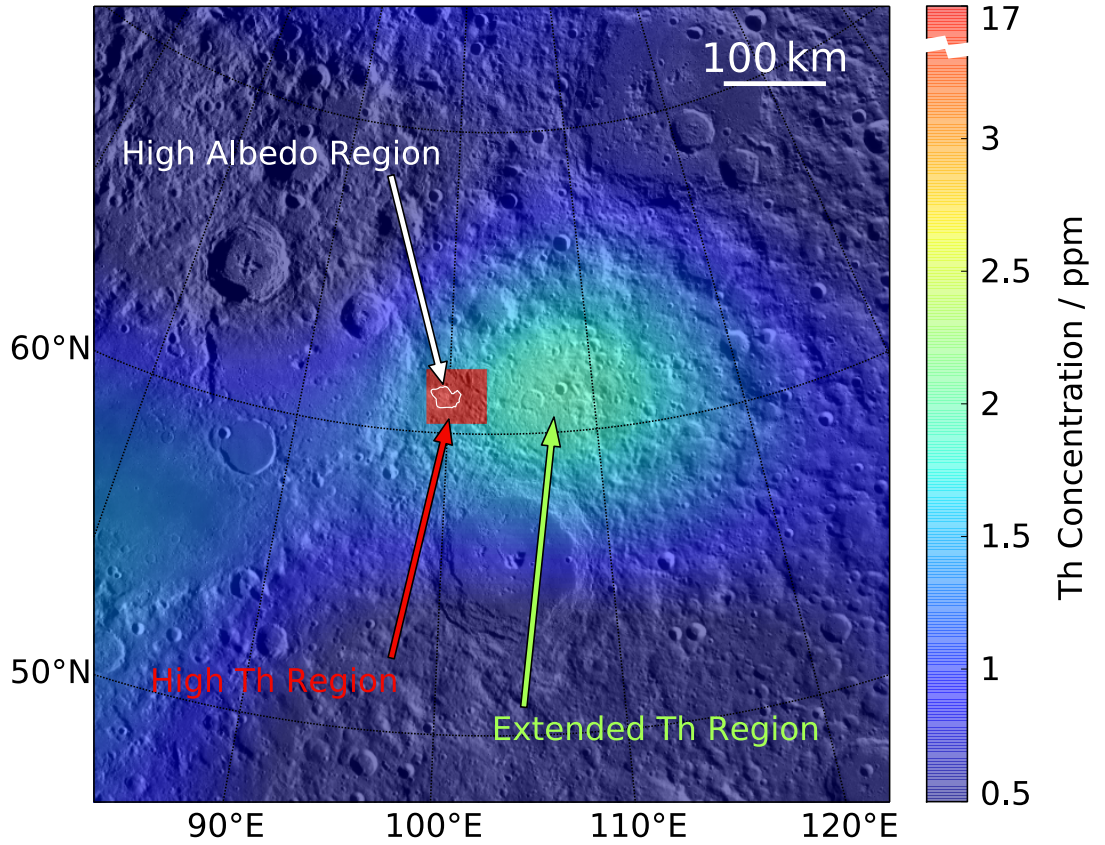 100 km
High Albedo Region
High Th Region
Extended Th Region
60°N
50°N
90°E
100°E
110°E
120°E
17
3
2.5
2
1.5
1
0.5
Th Concentration / ppm